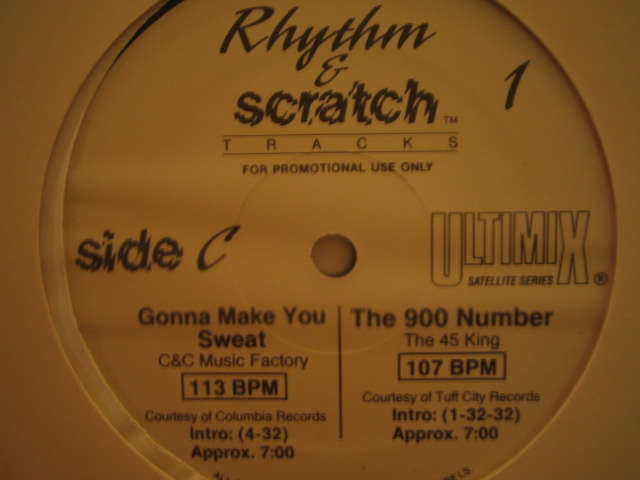 Rhythm
&
scratch™
TRACKS
1
FOR PROMOTIONAL USE ONLY
side C
ULTIMIX
SATELLITE SERIES ®
Gonna Make You
Sweat
C&C Music Factory
113 BPM
Courtesy of Columbia Records
Intro: (4-32)
Approx. 7:00
The 900 Number
The 45 King
107 BPM
Courtesy of Tuff City Records
Intro: (1-32-32)
Approx. 7:00